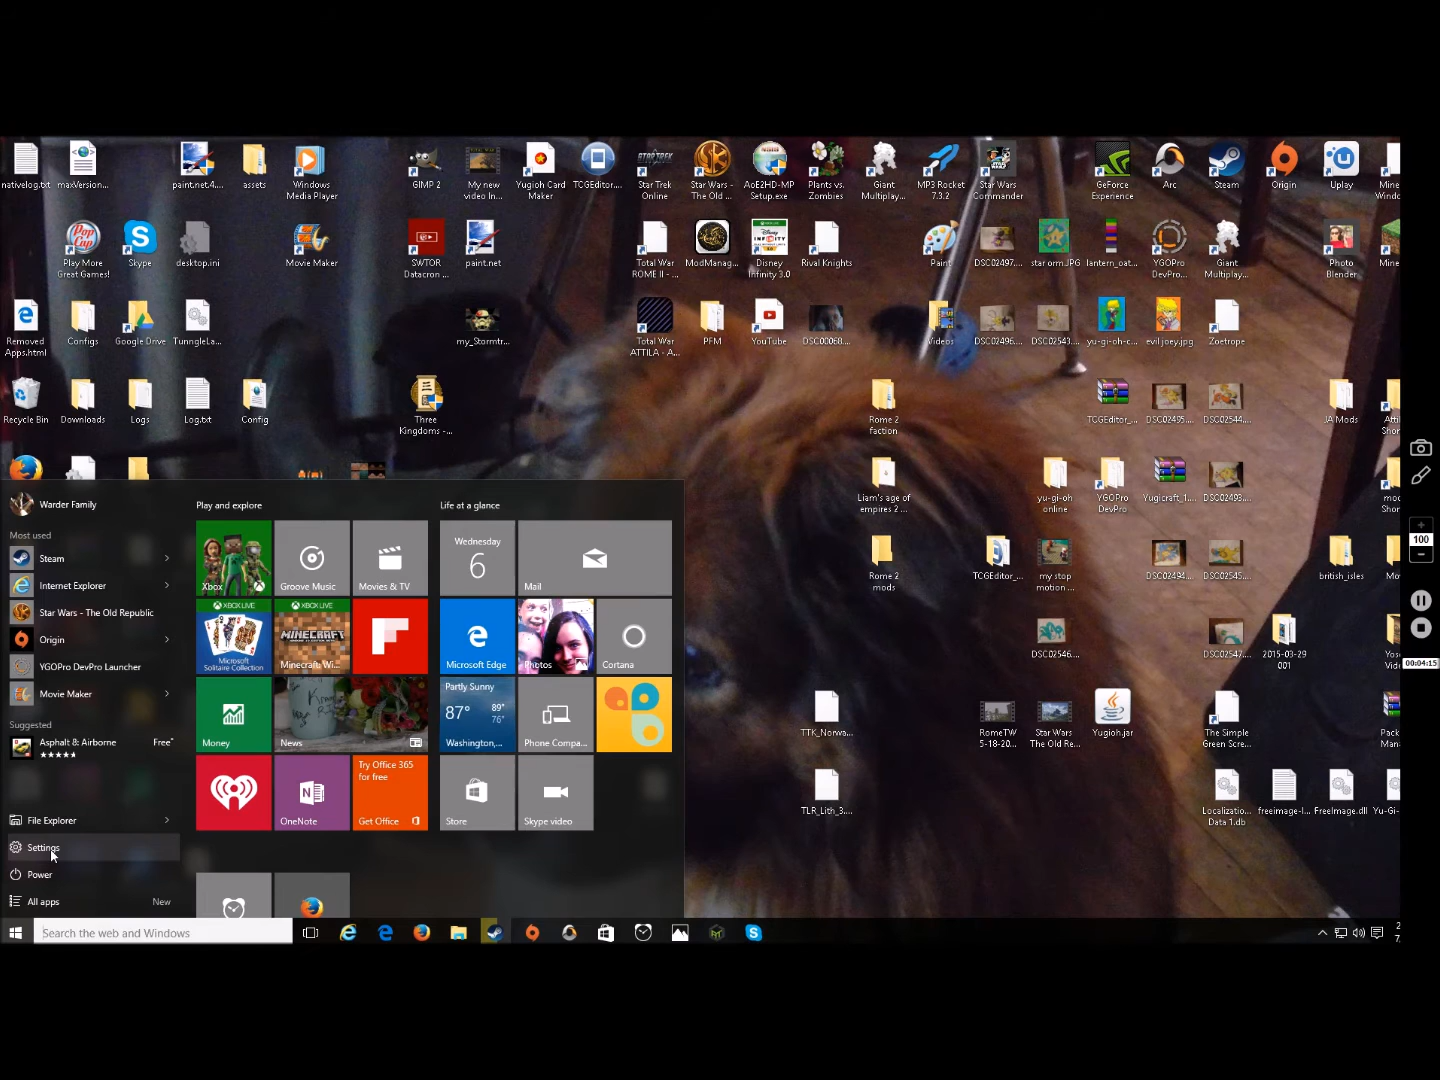 nativelog.txt
maxVersion...
paint.net.4....
assets
Windows
Media Player
GIMP 2
My new
video In...
Yugioh Card
Maker
TCGEditor....
Star Trek
Online
Star Wars -
The Old ...
AoE2HD-MP
Setup.exe
Plants vs.
Zombies
Giant
Multiplay...
MP3 Rocket
7.3.2
Star Wars
Commander
GeForce
Experience
Arc
Steam
Origin
Uplay
Play More
Great Games!
Skype
desktop.ini
Movie Maker
SWTOR
Datacron ...
paint.net
Total War
ROME II - ...
ModManag...
Disney
Infinity 3.0
Rival Knights
Paint
DSC02497....
star orm.JPG
lantern_oat...
YGOPro
DevPro...
Giant
Multiplay...
Photo
Blender
Removed
Apps.html
Configs
Google Drive
TunngleLa...
my_Stormtr...
Total War
ATTILA - A...
PFM
YouTube
DSC00068....
Videos
DSC02496....
DSC02543....
yu-gi-oh-c...
evil joey.jpg
Zoetrope
Recycle Bin
Downloads
Logs
Log.txt
Config
Three
Kingdoms -...
Rome 2
faction
TCGEditor_...
DSC02495....
DSC02544....
JA Mods
Liam's age of
empires 2 ...
yu-gi-oh
online
YGOPro
DevPro
Yugicraft_1....
DSC02493....
Rome 2
mods
TCGEditor_...
my stop
motion ...
DSC02494....
DSC02545....
british_isles
DSC02546....
DSC02547....
2015-03-29
001
TTK_Norwa...
RomeTW
5-18-20...
Star Wars
The Old Re...
Yugioh.jar
The Simple
Green Scre...
TLR_Lith_3....
Localizatio...
Data 1.db
freeimage-l...
FreeImage.dll
Yu-Gi-
100
00:04:15
Warder Family
Most used
Steam
Internet Explorer
Star Wars - The Old Republic
Origin
YGOPro DevPro Launcher
Movie Maker
Suggested
Asphalt 8: Airborne
Free*
File Explorer
Settings
Power
All apps
New
Play and explore
Life at a glance
Xbox
Groove Music
Movies & TV
Wednesday
6
Mail
XBOX LIVE
Microsoft
Solitaire Collection
XBOX LIVE
MINECRAFT
Minecraft: Wi...
Microsoft Edge
Photos
Cortana
Money
News
Partly Sunny
87°
89°
76°
Washington,...
Phone Compa...
OneNote
Try Office 365
for free
Get Office
Store
Skype video
Search the web and Windows